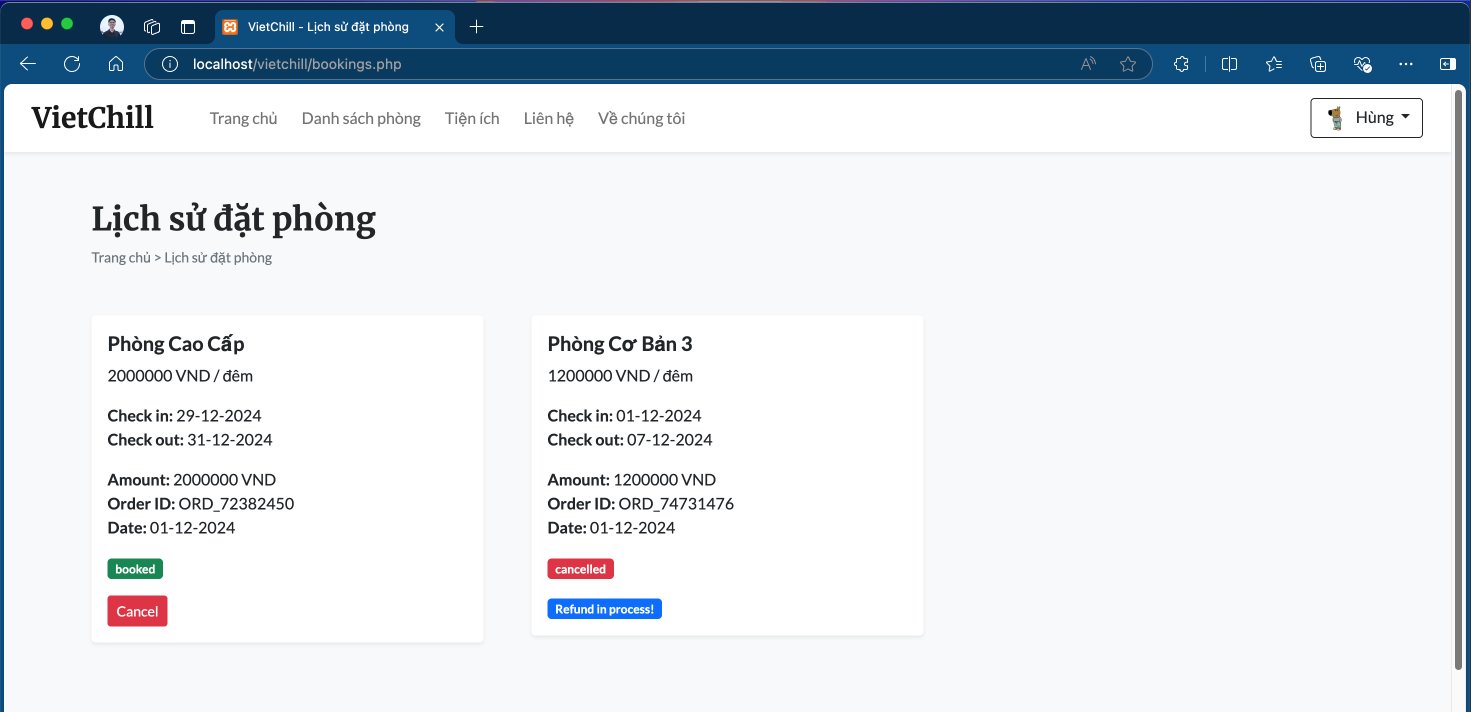 VietChill - Lịch sử đặt phòng
localhost/vietchill/bookings.php
VietChill
Trang chủ
Danh sách phòng
Tiện ích
Liên hệ
Về chúng tôi
Hùng
Lịch sử đặt phòng
Trang chủ > Lịch sử đặt phòng
Phòng Cao Cấp
2000000 VND / đêm
Check in: 29-12-2024
Check out: 31-12-2024
Amount: 2000000 VND
Order ID: ORD_72382450
Date: 01-12-2024
booked
Cancel
Phòng Cơ Bản 3
1200000 VND / đêm
Check in: 01-12-2024
Check out: 07-12-2024
Amount: 1200000 VND
Order ID: ORD_74731476
Date: 01-12-2024
cancelled
Refund in process!